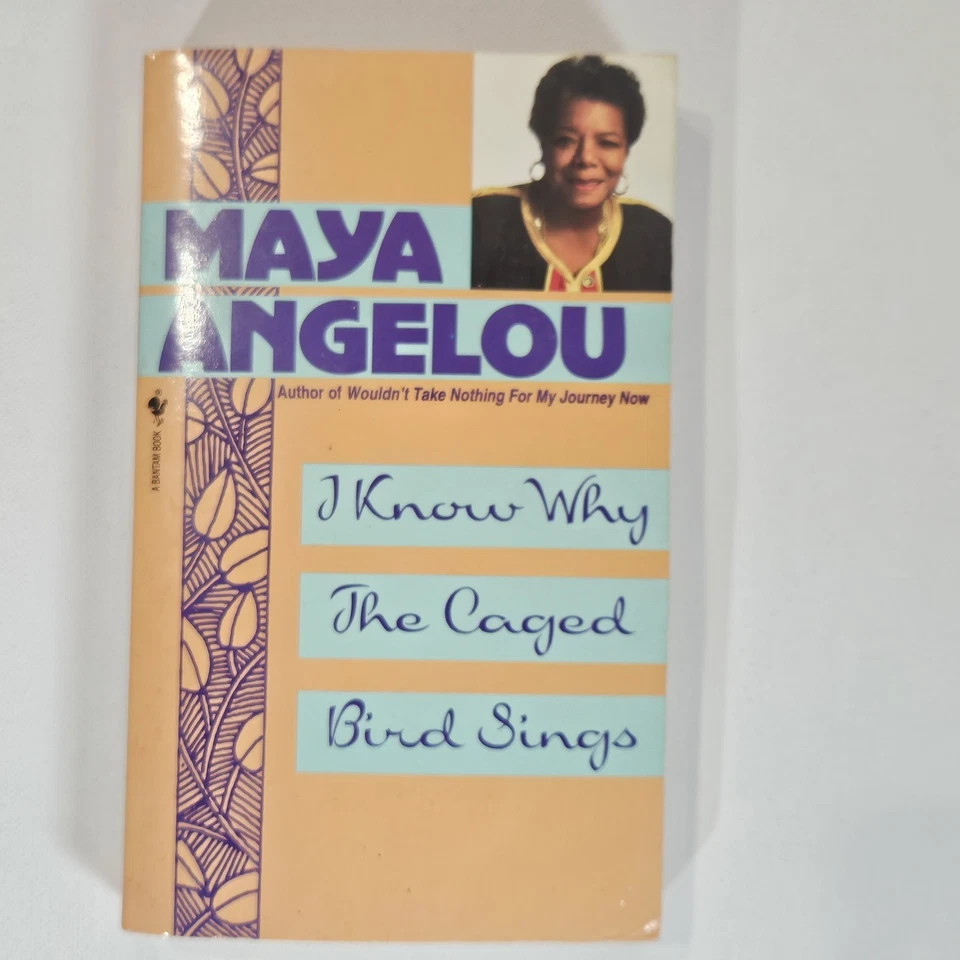 MAYA
ANGELOU
Author of Wouldn't Take Nothing For My Journey Now
A BANTAM BOOK
I Know Why
The Caged
Bird Sings